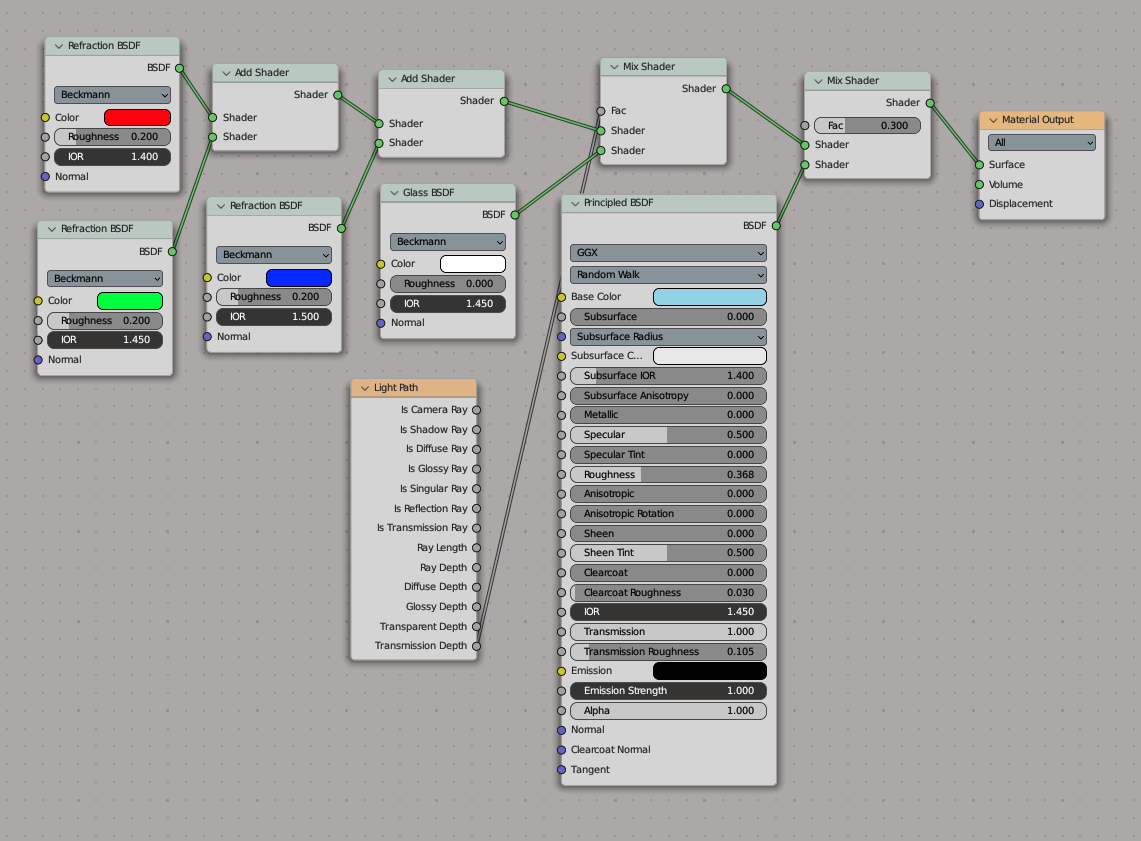 Refraction BSDF
BSDF
Beckmann
Color
Roughness 0.200
IOR 1.400
Normal
Refraction BSDF
BSDF
Beckmann
Color
Roughness 0.200
IOR 1.450
Normal
Add Shader
Shader
Shader
Shader
Refraction BSDF
BSDF
Beckmann
Color
Roughness 0.200
IOR 1.500
Normal
Add Shader
Shader
Shader
Shader
Glass BSDF
BSDF
Beckmann
Color
Roughness 0.000
IOR 1.450
Normal
Light Path
Is Camera Ray
Is Shadow Ray
Is Diffuse Ray
Is Glossy Ray
Is Singular Ray
Is Reflection Ray
Is Transmission Ray
Ray Length
Ray Depth
Diffuse Depth
Glossy Depth
Transparent Depth
Transmission Depth
Mix Shader
Shader
Fac
Shader
Shader
Principled BSDF
BSDF
GGX
Random Walk
Base Color
Subsurface 0.000
Subsurface Radius
Subsurface C...
Subsurface IOR 1.400
Subsurface Anisotropy 0.000
Metallic 0.000
Specular 0.500
Specular Tint 0.000
Roughness 0.368
Anisotropic 0.000
Anisotropic Rotation 0.000
Sheen 0.000
Sheen Tint 0.500
Clearcoat 0.000
Clearcoat Roughness 0.030
IOR 1.450
Transmission 1.000
Transmission Roughness 0.105
Emission
Emission Strength 1.000
Alpha 1.000
Normal
Clearcoat Normal
Tangent
Mix Shader
Shader
Fac 0.300
Shader
Shader
Material Output
All
Surface
Volume
Displacement